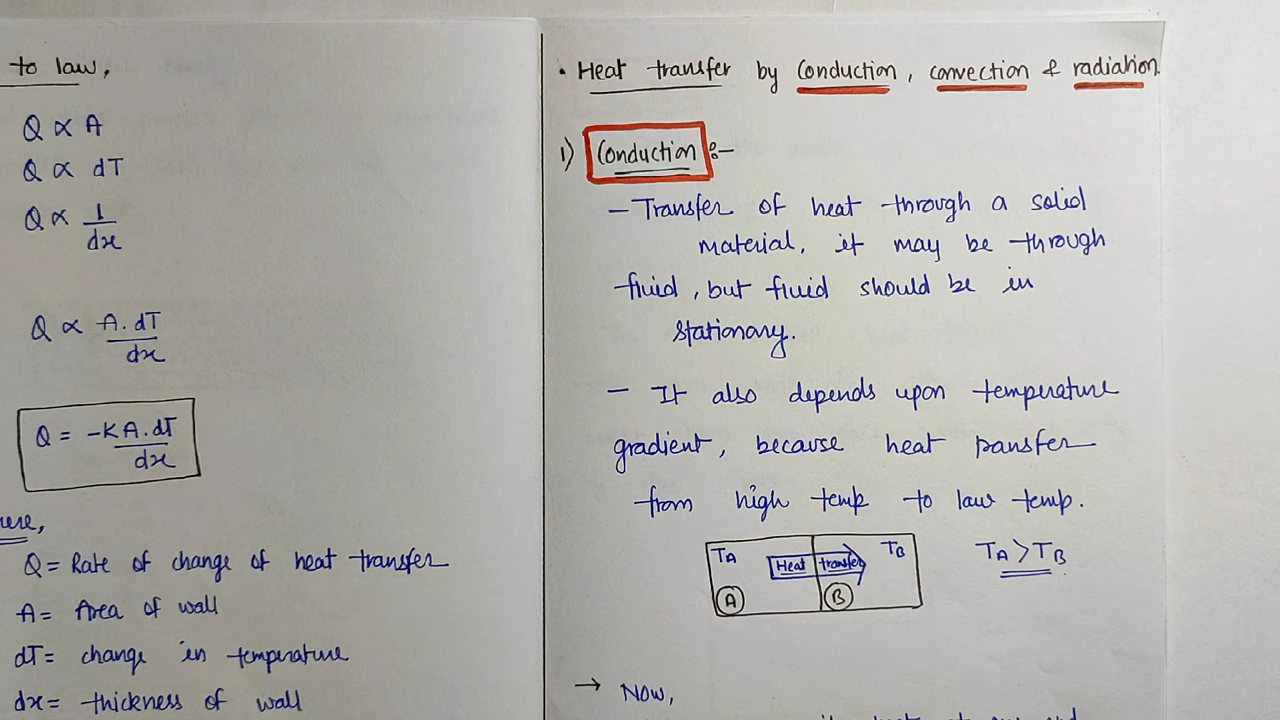 to law,
Q ∝ A
Q ∝ dT
Q ∝ 1/dx
Q ∝ A.dT/dx
Q = -KA.dT/dx
Q = Rate of change of heat transfer
A = Area of wall
dT = change in temperature
dx = thickness of wall
• Heat transfer by Conduction, convection & radiation.
1) Conduction :-
- Transfer of heat through a solid
material, it may be through
fluid, but fluid should be in
stationary.
- It also depends upon temperature
gradient, because heat transfer
from high temp to law temp.
TA Heat transfer TB TA > TB
A B
→ Now,